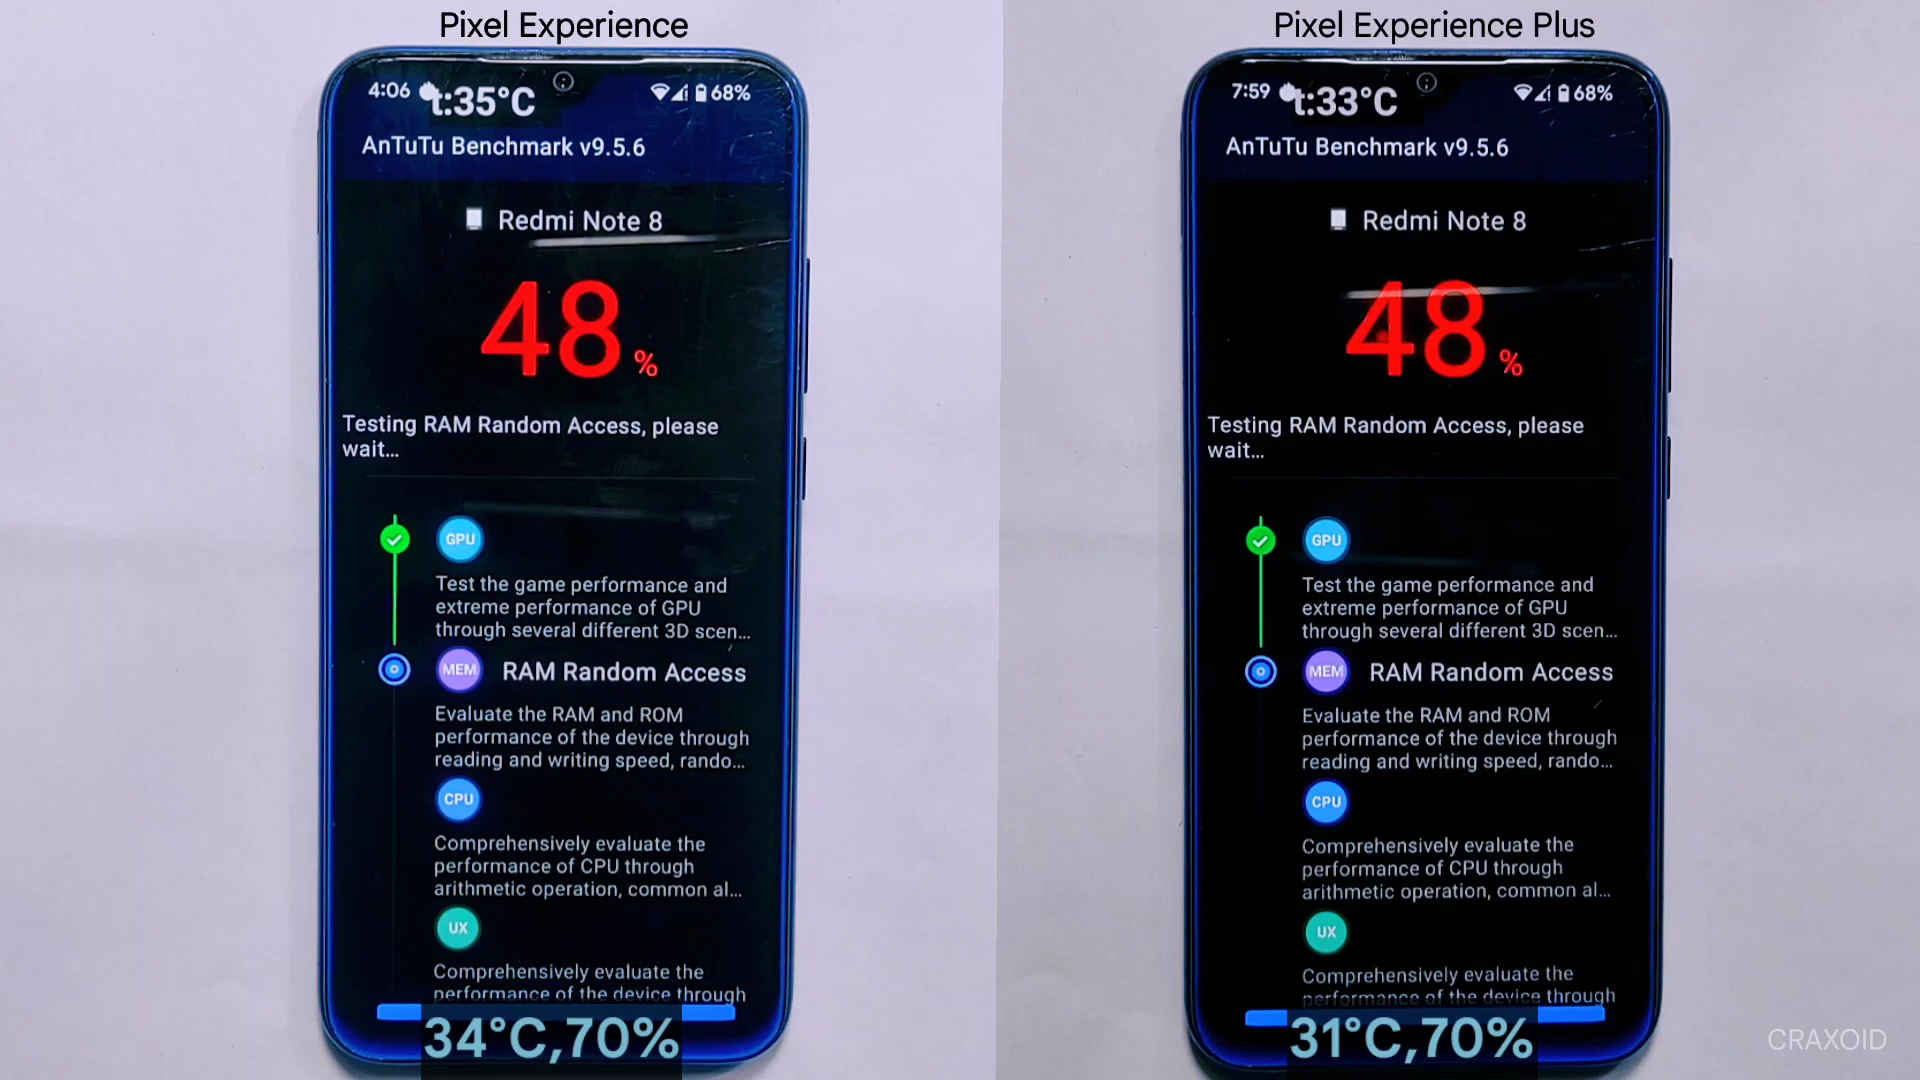 Pixel Experience
4:06 t:35°C 68%
AnTuTu Benchmark v9.5.6
Redmi Note 8
48%
Testing RAM Random Access, please
wait...
GPU
Test the game performance and
extreme performance of GPU
through several different 3D scen...
MEM RAM Random Access
Evaluate the RAM and ROM
performance of the device through
reading and writing speed, rando...
CPU
Comprehensively evaluate the
performance of CPU through
arithmetic operation, common al...
UX
Comprehensively evaluate the
performance of the device through
34°C,70%
Pixel Experience Plus
7:59 t:33°C 68%
AnTuTu Benchmark v9.5.6
Redmi Note 8
48%
Testing RAM Random Access, please
wait...
GPU
Test the game performance and
extreme performance of GPU
through several different 3D scen...
MEM RAM Random Access
Evaluate the RAM and ROM
performance of the device through
reading and writing speed, rando...
CPU
Comprehensively evaluate the
performance of CPU through
arithmetic operation, common al...
UX
Comprehensively evaluate the
performance of the device through
31°C,70%
CRAXOID